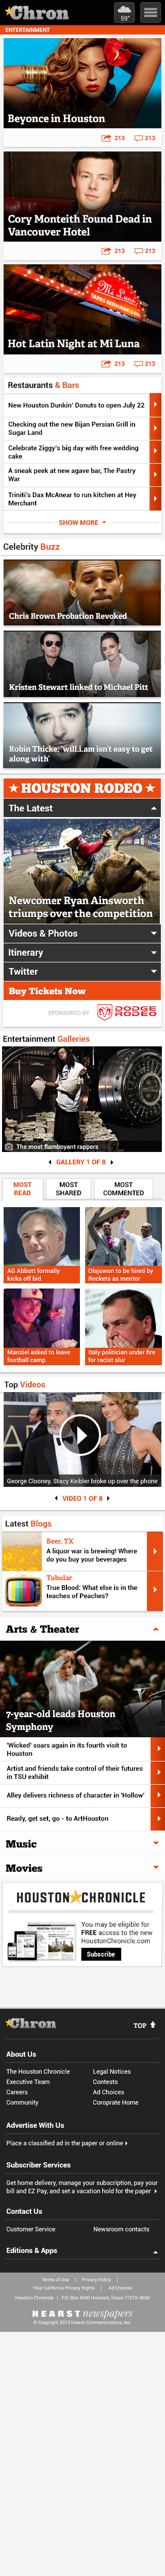 Chron
59°
ENTERTAINMENT
Beyonce in Houston
213 213
Cory Monteith Found Dead in
Vancouver Hotel
213 213
Mi Luna
TAPAS RESTAURANT & BAR
Hot Latin Night at Mi Luna
213 213
Restaurants & Bars
New Houston Dunkin' Donuts to open July 22
Checking out the new Bijan Persian Grill in
Sugar Land
Celebrate Ziggy's big day with free wedding
cake
A sneak peek at new agave bar, The Pastry
War
Triniti's Dax McAnear to run kitchen at Hey
Merchant
SHOW MORE
Celebrity Buzz
Chris Brown Probation Revoked
Kristen Stewart linked to Michael Pitt
Robin Thicke: 'will.i.am isn't easy to get
along with'
HOUSTON RODEO
The Latest
Newcomer Ryan Ainsworth
triumps over the competition
Videos & Photos
Itinerary
Twitter
Buy Tickets Now
SPONSORED BY DODGE
RODEO
Entertainment Galleries
The most flamboyant rappers
GALLERY 1 OF 8
MOST
READ
MOST
SHARED
MOST
COMMENTED
AG Abbott formally
kicks off bid
Olajuwon to be hired by
Rockets as mentor
Manziel asked to leave
football camp
Italy politician under fire
for racist slur
Top Videos
George Clooney, Stacy Keibler broke up over the phone
VIDEO 1 OF 8
Latest Blogs
Beer, TX
A liquor war is brewing! Where
do you buy your beverages
Tubular
True Blood: What else is in the
teaches of Peaches?
Arts & Theater
7-year-old leads Houston
Symphony
'Wicked' soars again in its fourth visit to
Houston
Artist and friends take control of their futures
in TSU exhibit
Alley delivers richness of character in 'Hollow'
Ready, get set, go - to ArtHouston
Music
Movies
HOUSTON CHRONICLE
You may be eligible for
FREE access to the new
HoustonChronicle.com
Subscribe
Chron
TOP
About Us
The Houston Chronicle Legal Notices
Executive Team Contests
Careers Ad Choices
Community Coroprate Home
Advertise With Us
Place a classified ad in the paper or online
Subscriber Services
Get home delivery, manage your subscription, pay your
bill and EZ Pay, and set a vacation hold for the paper
Contact Us
Customer Service Newsroom contacts
Editions & Apps
Terms of Use | Privacy Policy |
Your California Privacy Rights | Ad Choices
Houston Chronicle | P.O. Box 4260 Houston, Texas 77210-4260
HEARST newspapers
© Copyright 2013 Hearst Communications, Inc.